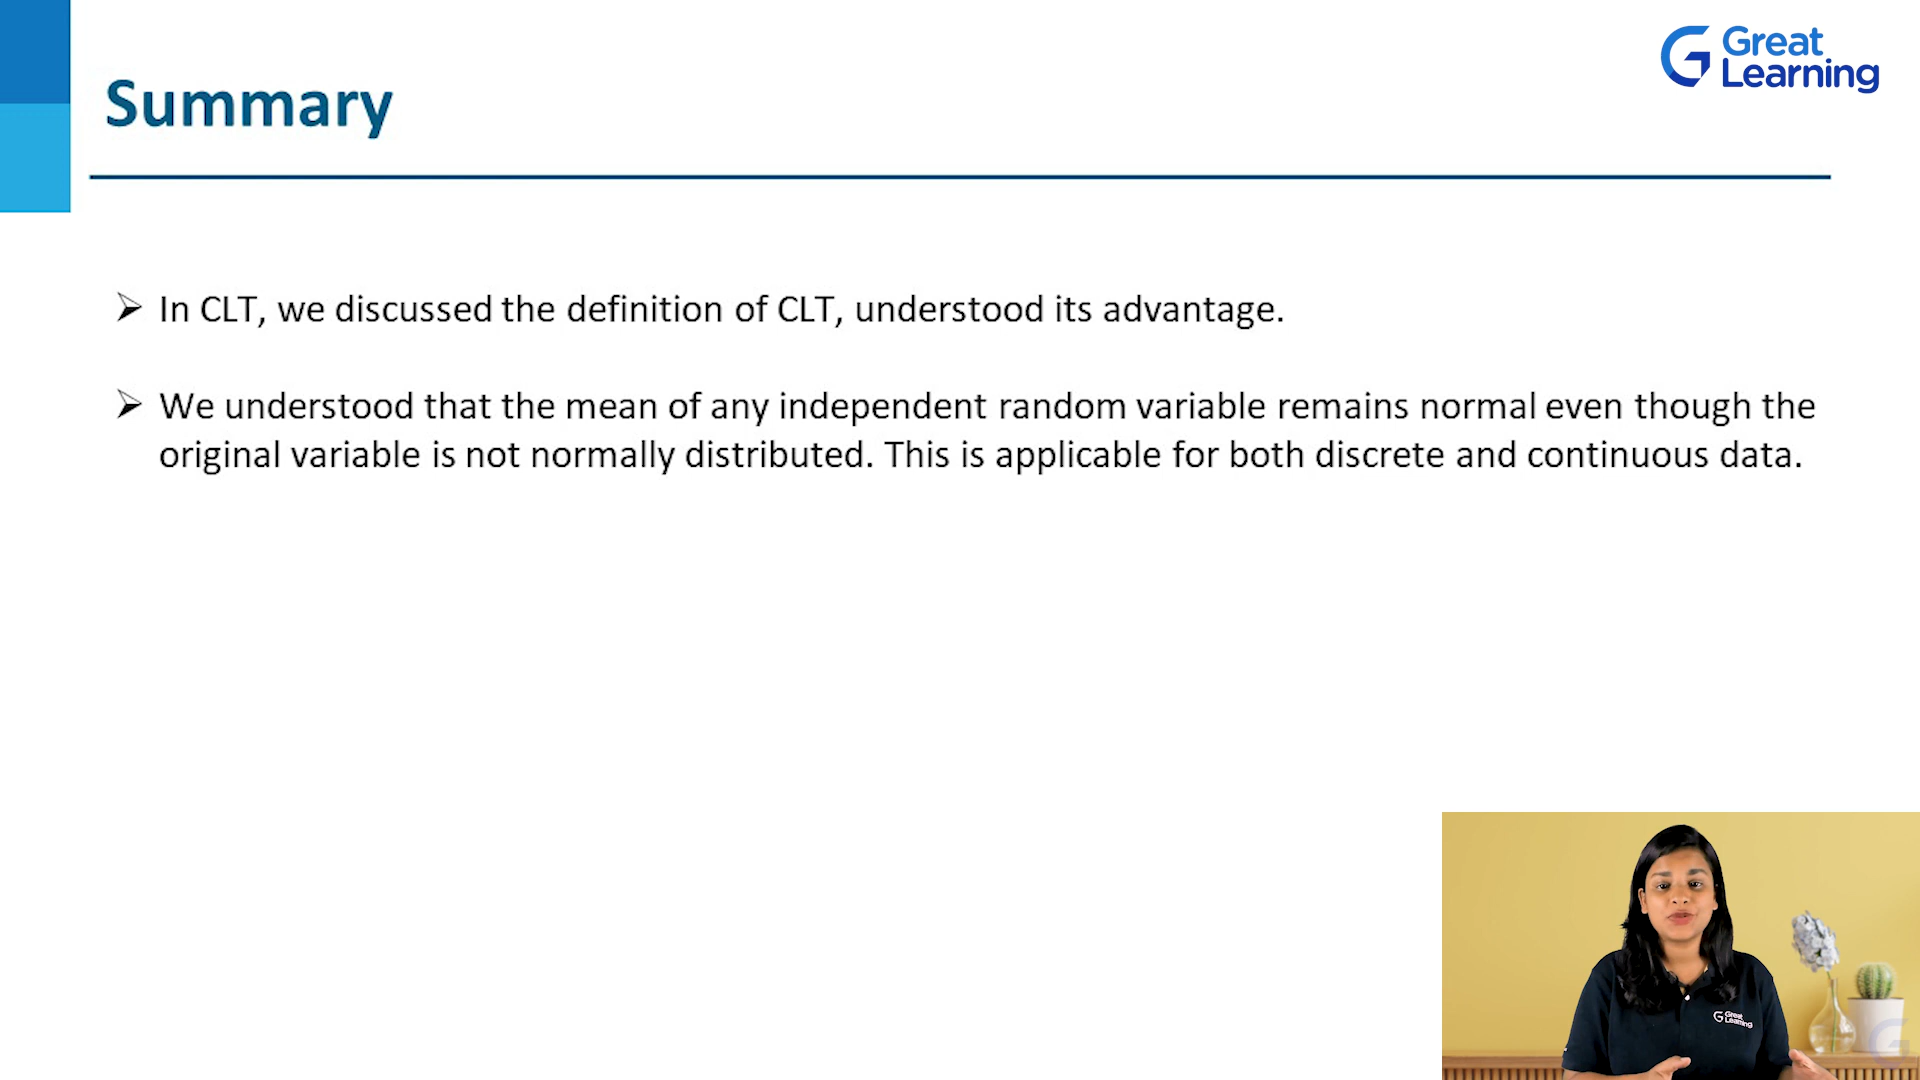 Great
Learning
Summary
In CLT, we discussed the definition of CLT, understood its advantage.
We understood that the mean of any independent random variable remains normal even though the
original variable is not normally distributed. This is applicable for both discrete and continuous data.
Great
Learning